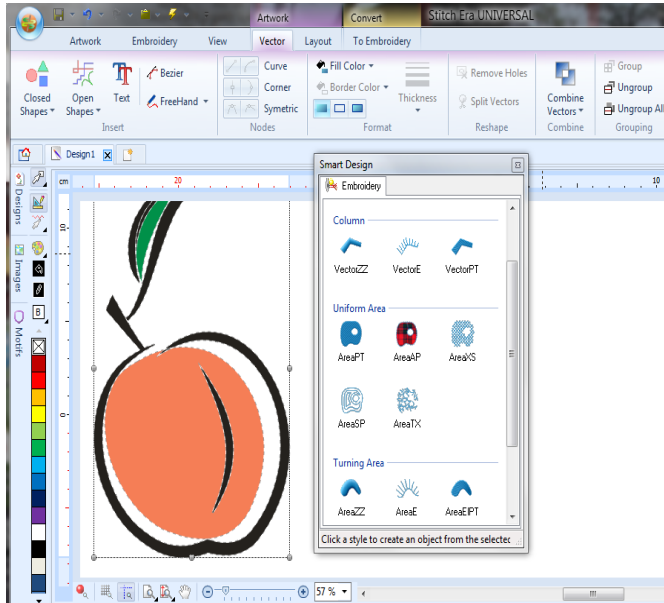 Artwork Convert Stitch Era UNIVERSAL
Artwork Embroidery View Vector Layout To Embroidery
Closed Shapes
Open Shapes
Text
Bezier
FreeHand
Insert
Curve
Corner
Symetric
Nodes
Fill Color
Border Color
Thickness
Format
Remove Holes
Split Vectors
Reshape
Combine Vectors
Combine
Group
Ungroup
Ungroup All
Grouping
Design1
cm 20 10
Designs
Images
Motifs
B
10
0
Smart Design
Embroidery
Column
VectorZZ VectorE VectorPT
Uniform Area
AreaPT AreaAP AreaXS
AreaSP AreaTX
Turning Area
AreaZZ AreaE AreaEIPT
Click a style to create an object from the selectec
57 %